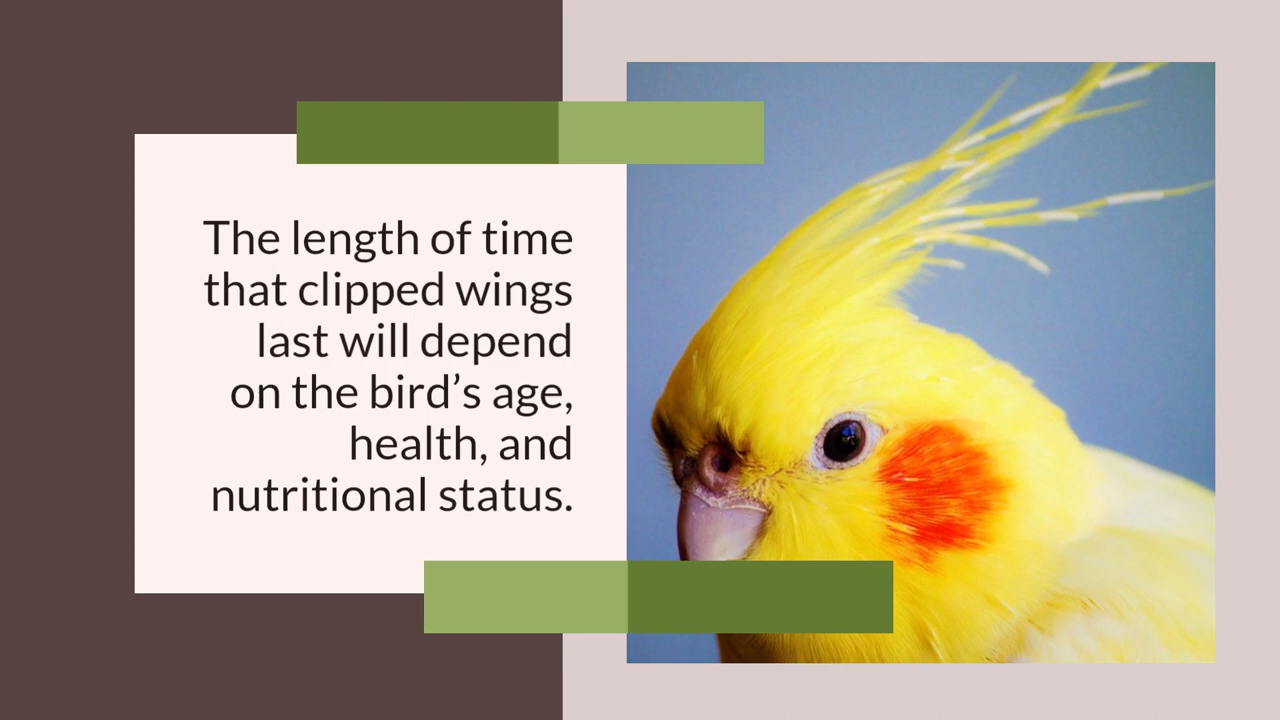 The length of time
that clipped wings
last will depend
on the bird’s age,
health, and
nutritional status.